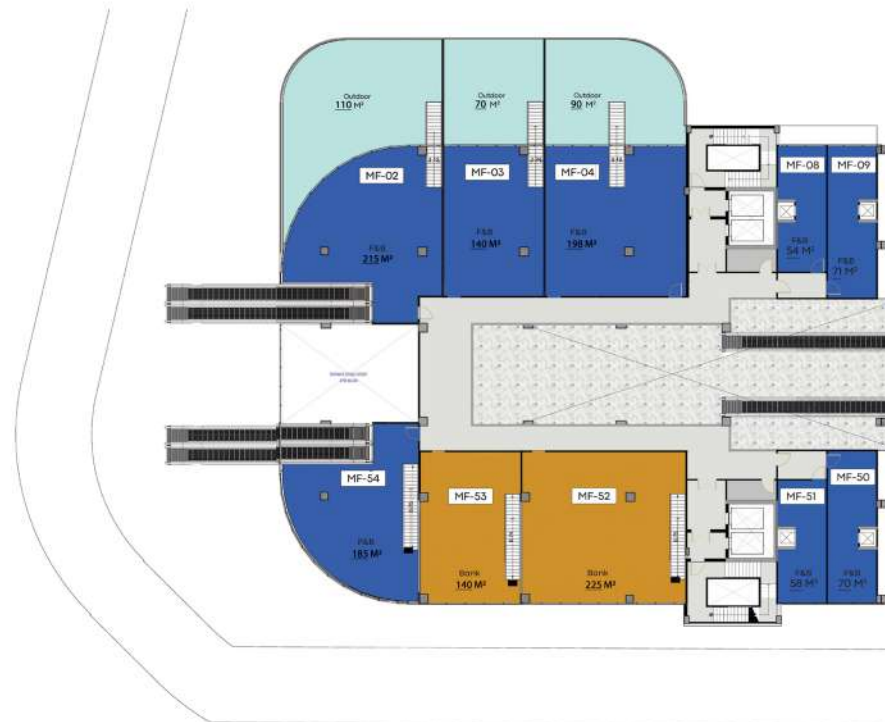 Outdoor
110 M²
Outdoor
70 M²
Outdoor
90 M²
MF-02
MF-03
MF-04
MF-08
MF-09
F&B
215 M²
F&B
140 M²
F&B
198 M²
F&B
54 M²
F&B
71 M²
MF-54
MF-53
MF-52
MF-51
MF-50
F&B
185 M²
Bank
140 M²
Bank
225 M²
F&B
58 M²
F&B
70 M²